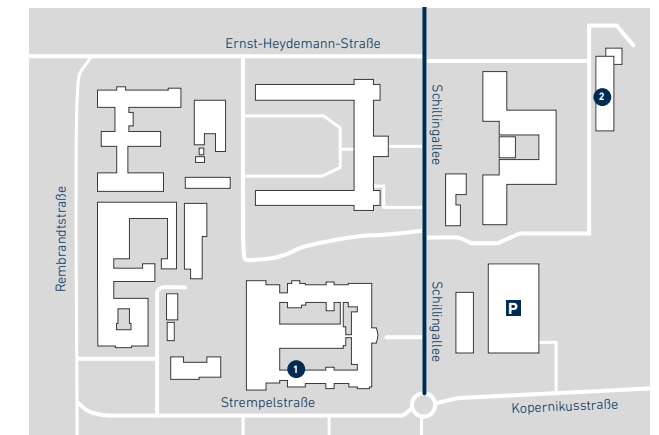 Ernst-Heydemann-Straße
Schillingallee
2
Rembrandtstraße
Schillingallee
P
1
Strempelstraße
Kopernikusstraße